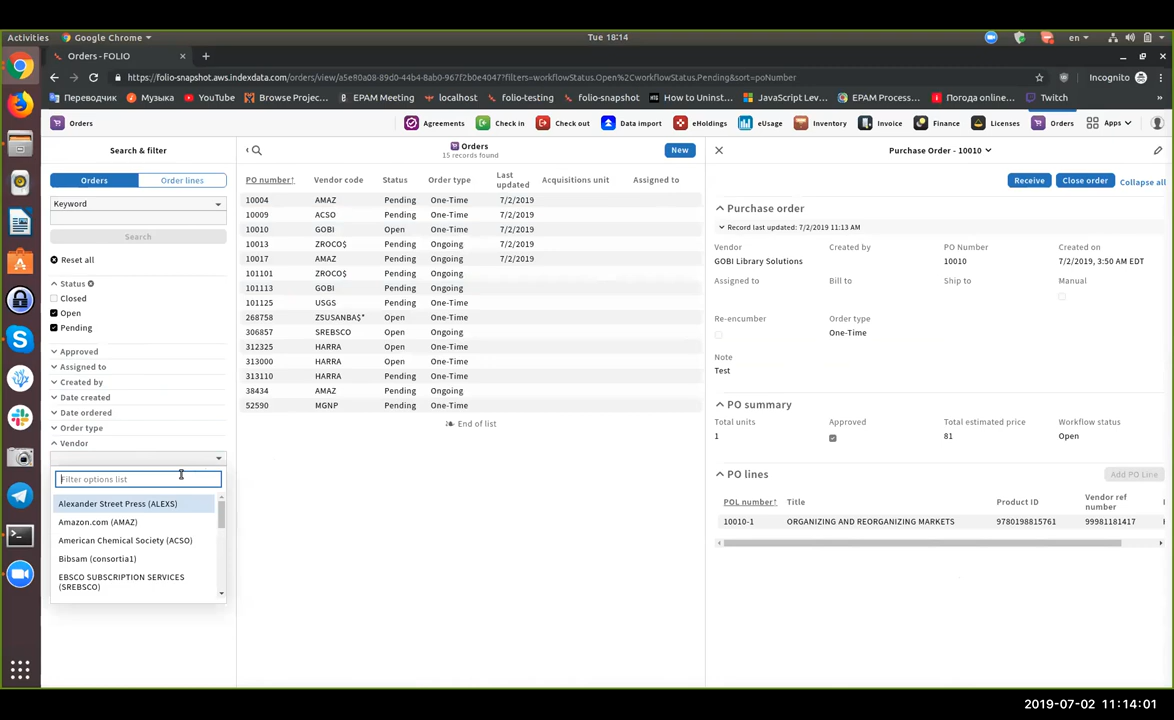 Activities Google Chrome Tue 18:14 en
Orders - FOLIO
https://folio-snapshot.aws.indexdata.com/orders/view/a5e80a08-89d0-44b4-8ab0-967f2b0e4047?filters=workflowStatus.Open%2CworkflowStatus.Pending&sort=poNumber Incognito
Переводчик Музыка YouTube Browse Projec... EPAM Meeting localhost folio-testing folio-snapshot How to Uninst... JavaScript Lev... EPAM Process... Погода online... Twitch
Orders Agreements Check in Check out Data import eHoldings eUsage Inventory Invoice Finance Licenses Orders Apps
Search & filter
Orders
15 records found
New
Purchase Order - 10010
Orders Order lines
Keyword
Search
Reset all
Status
Closed
Open
Pending
Approved
Assigned to
Created by
Date created
Date ordered
Order type
Vendor
Filter options list
Alexander Street Press (ALEXS)
Amazon.com (AMAZ)
American Chemical Society (ACSO)
Bibsam (consortia1)
EBSCO SUBSCRIPTION SERVICES
(SREBSCO)
PO number↑ Vendor code Status Order type Last updated Acquisitions unit Assigned to
10004 AMAZ Pending One-Time 7/2/2019
10009 ACSO Pending One-Time 7/2/2019
10010 GOBI Open One-Time 7/2/2019
10013 ZROCO$ Pending Ongoing 7/2/2019
10017 AMAZ Pending Ongoing 7/2/2019
101101 ZROCO$ Pending Ongoing
101113 GOBI Pending Ongoing
101125 USGS Pending One-Time
268758 ZSUSANBA$* Open One-Time
306857 SREBSCO Open Ongoing
312325 HARRA Open One-Time
313000 HARRA Open One-Time
313110 HARRA Pending One-Time
38434 AMAZ Pending Ongoing
52590 MGNP Pending One-Time
End of list
Receive Close order Collapse all
Purchase order
Record last updated: 7/2/2019 11:13 AM
Vendor Created by PO Number Created on
GOBI Library Solutions 10010 7/2/2019, 3:50 AM EDT
Assigned to Bill to Ship to Manual
Re-encumber Order type
One-Time
Note
Test
PO summary
Total units Approved Total estimated price Workflow status
1 81 Open
PO lines Add PO Line
POL number↑ Title Product ID Vendor ref number
10010-1 ORGANIZING AND REORGANIZING MARKETS 9780198815761 99981181417
2019-07-02 11:14:01